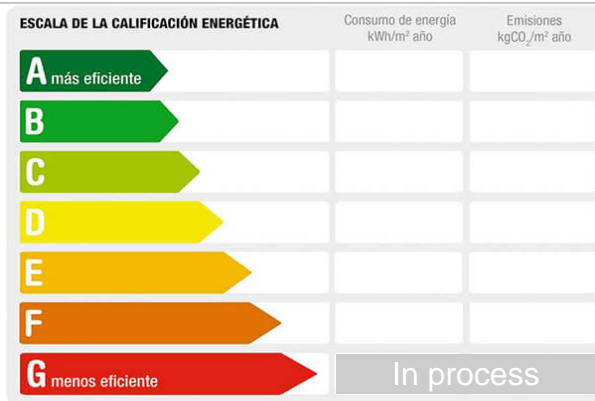 ESCALA DE LA CALIFICACIÓN ENERGÉTICA
Consumo de energía
kWh/m² año
Emisiones
kgCO₂/m² año
A más eficiente
B
C
D
E
F
G menos eficiente
In process